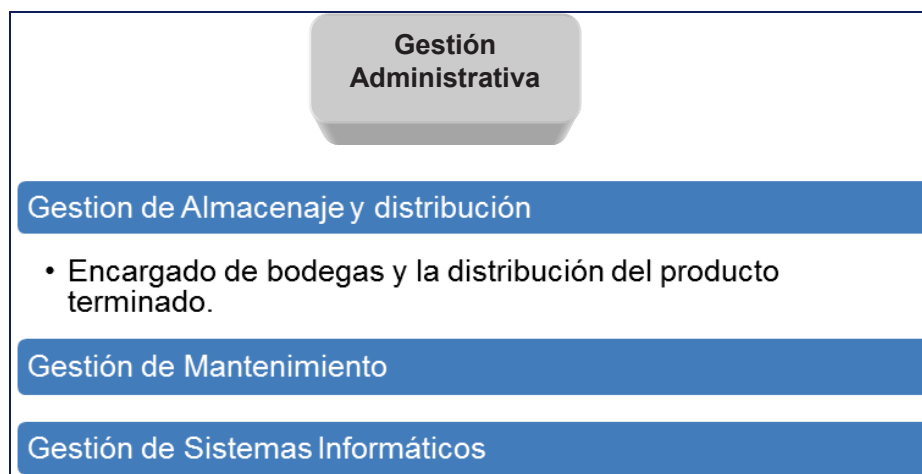 Gestión
Administrativa
Gestion de Almacenaje y distribución
• Encargado de bodegas y la distribución del producto
terminado.
Gestión de Mantenimiento
Gestión de Sistemas Informáticos